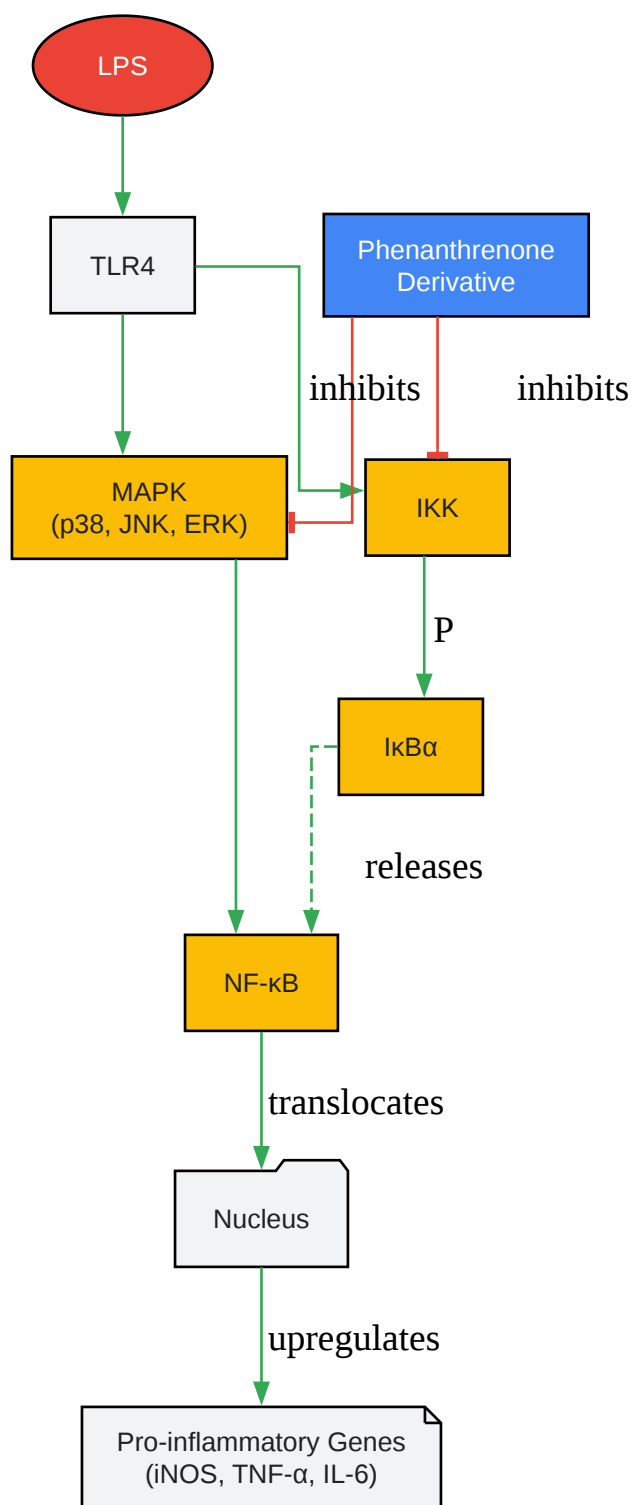 LPS
TLR4
Phenanthrenone
Derivative
inhibits
inhibits
MAPK
(p38, JNK, ERK)
IKK
P
IκBα
releases
NF-κB
translocates
Nucleus
upregulates
Pro-inflammatory Genes
(iNOS, TNF-α, IL-6)